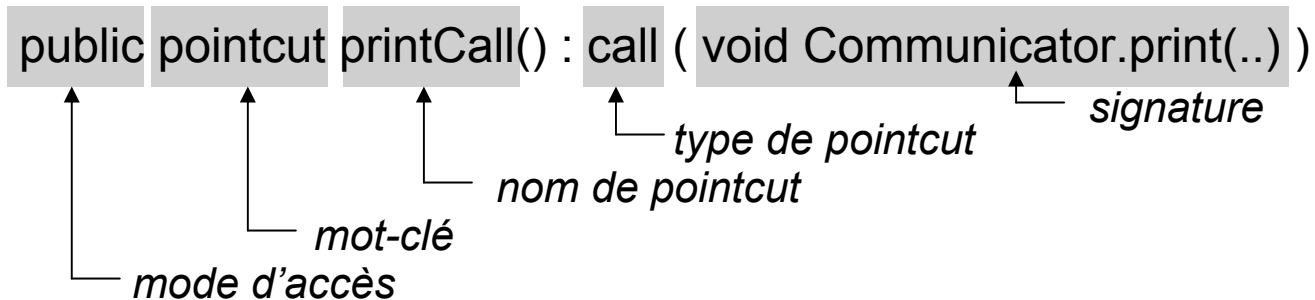 public pointcut printCall() : call ( void Communicator.print(..) )
signature
type de pointcut
nom de pointcut
mot-clé
mode d’accès